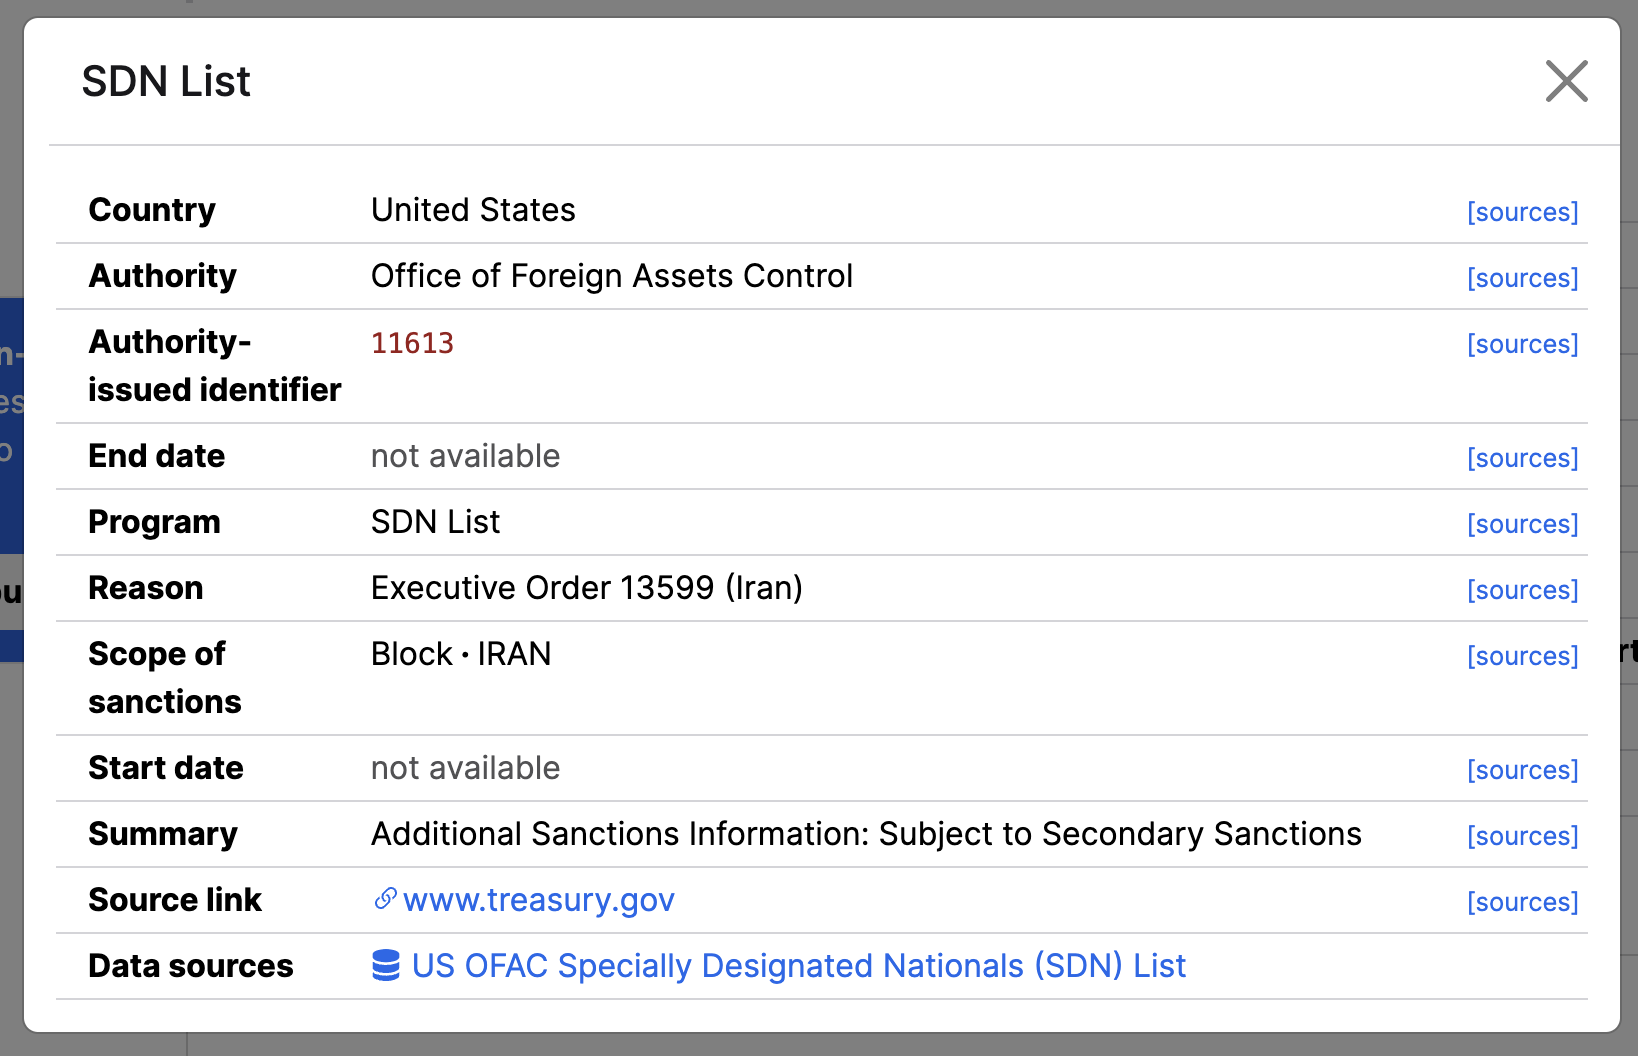 SDN List
Country United States [sources]
Authority Office of Foreign Assets Control [sources]
Authority- 11613 [sources]
issued identifier
End date not available [sources]
Program SDN List [sources]
Reason Executive Order 13599 (Iran) [sources]
Scope of Block · IRAN [sources]
sanctions
Start date not available [sources]
Summary Additional Sanctions Information: Subject to Secondary Sanctions [sources]
Source link www.treasury.gov [sources]
Data sources US OFAC Specially Designated Nationals (SDN) List